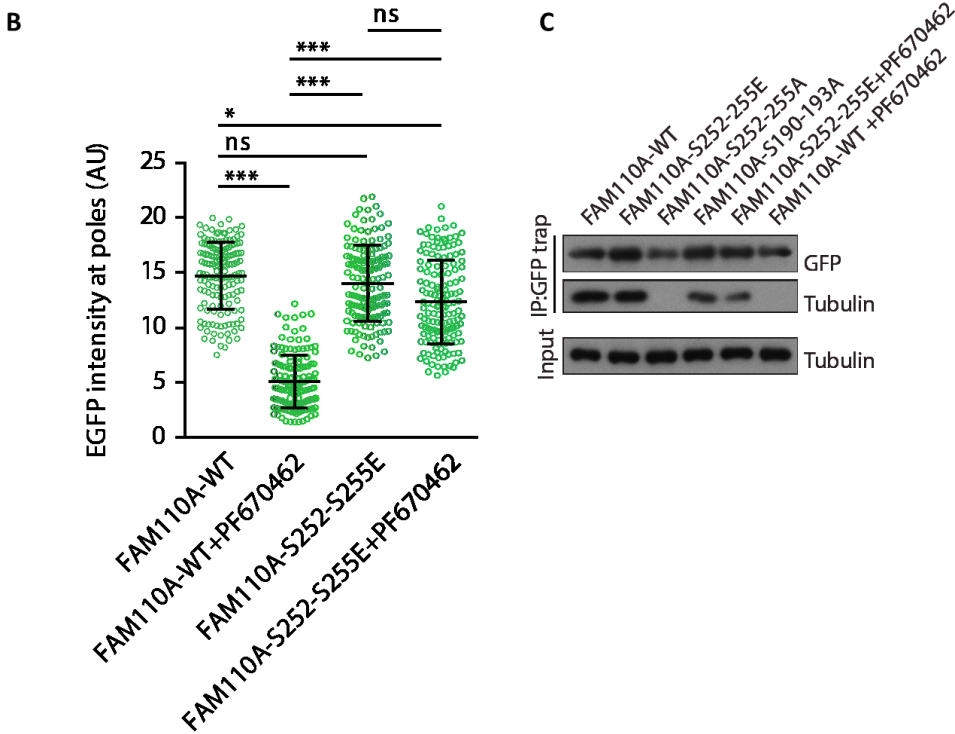 B
ns
***
***
*
ns
***
EGFP intensity at poles (AU)
25
20
15
10
5
0
FAM110A-WT
FAM110A-WT+PF670462
FAM110A-S252-S255E
FAM110A-S252-S255E+PF670462
C
FAM110A-WT
FAM110A-S252-255E
FAM110A-S252-255A
FAM110A-S190-193A
FAM110A-S252-255E+PF670462
FAM110A-WT +PF670462
IP:GFP trap
GFP
Tubulin
Input
Tubulin